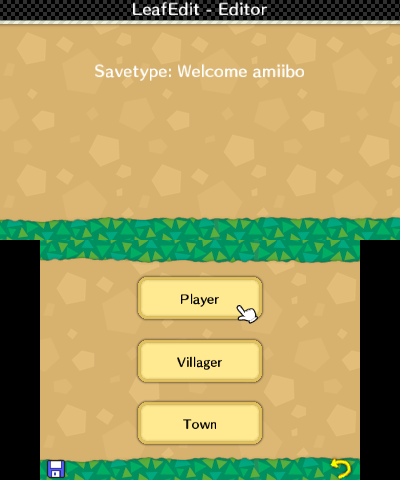 LeafEdit - Editor
Savetype: Welcome amiibo
Player
Villager
Town